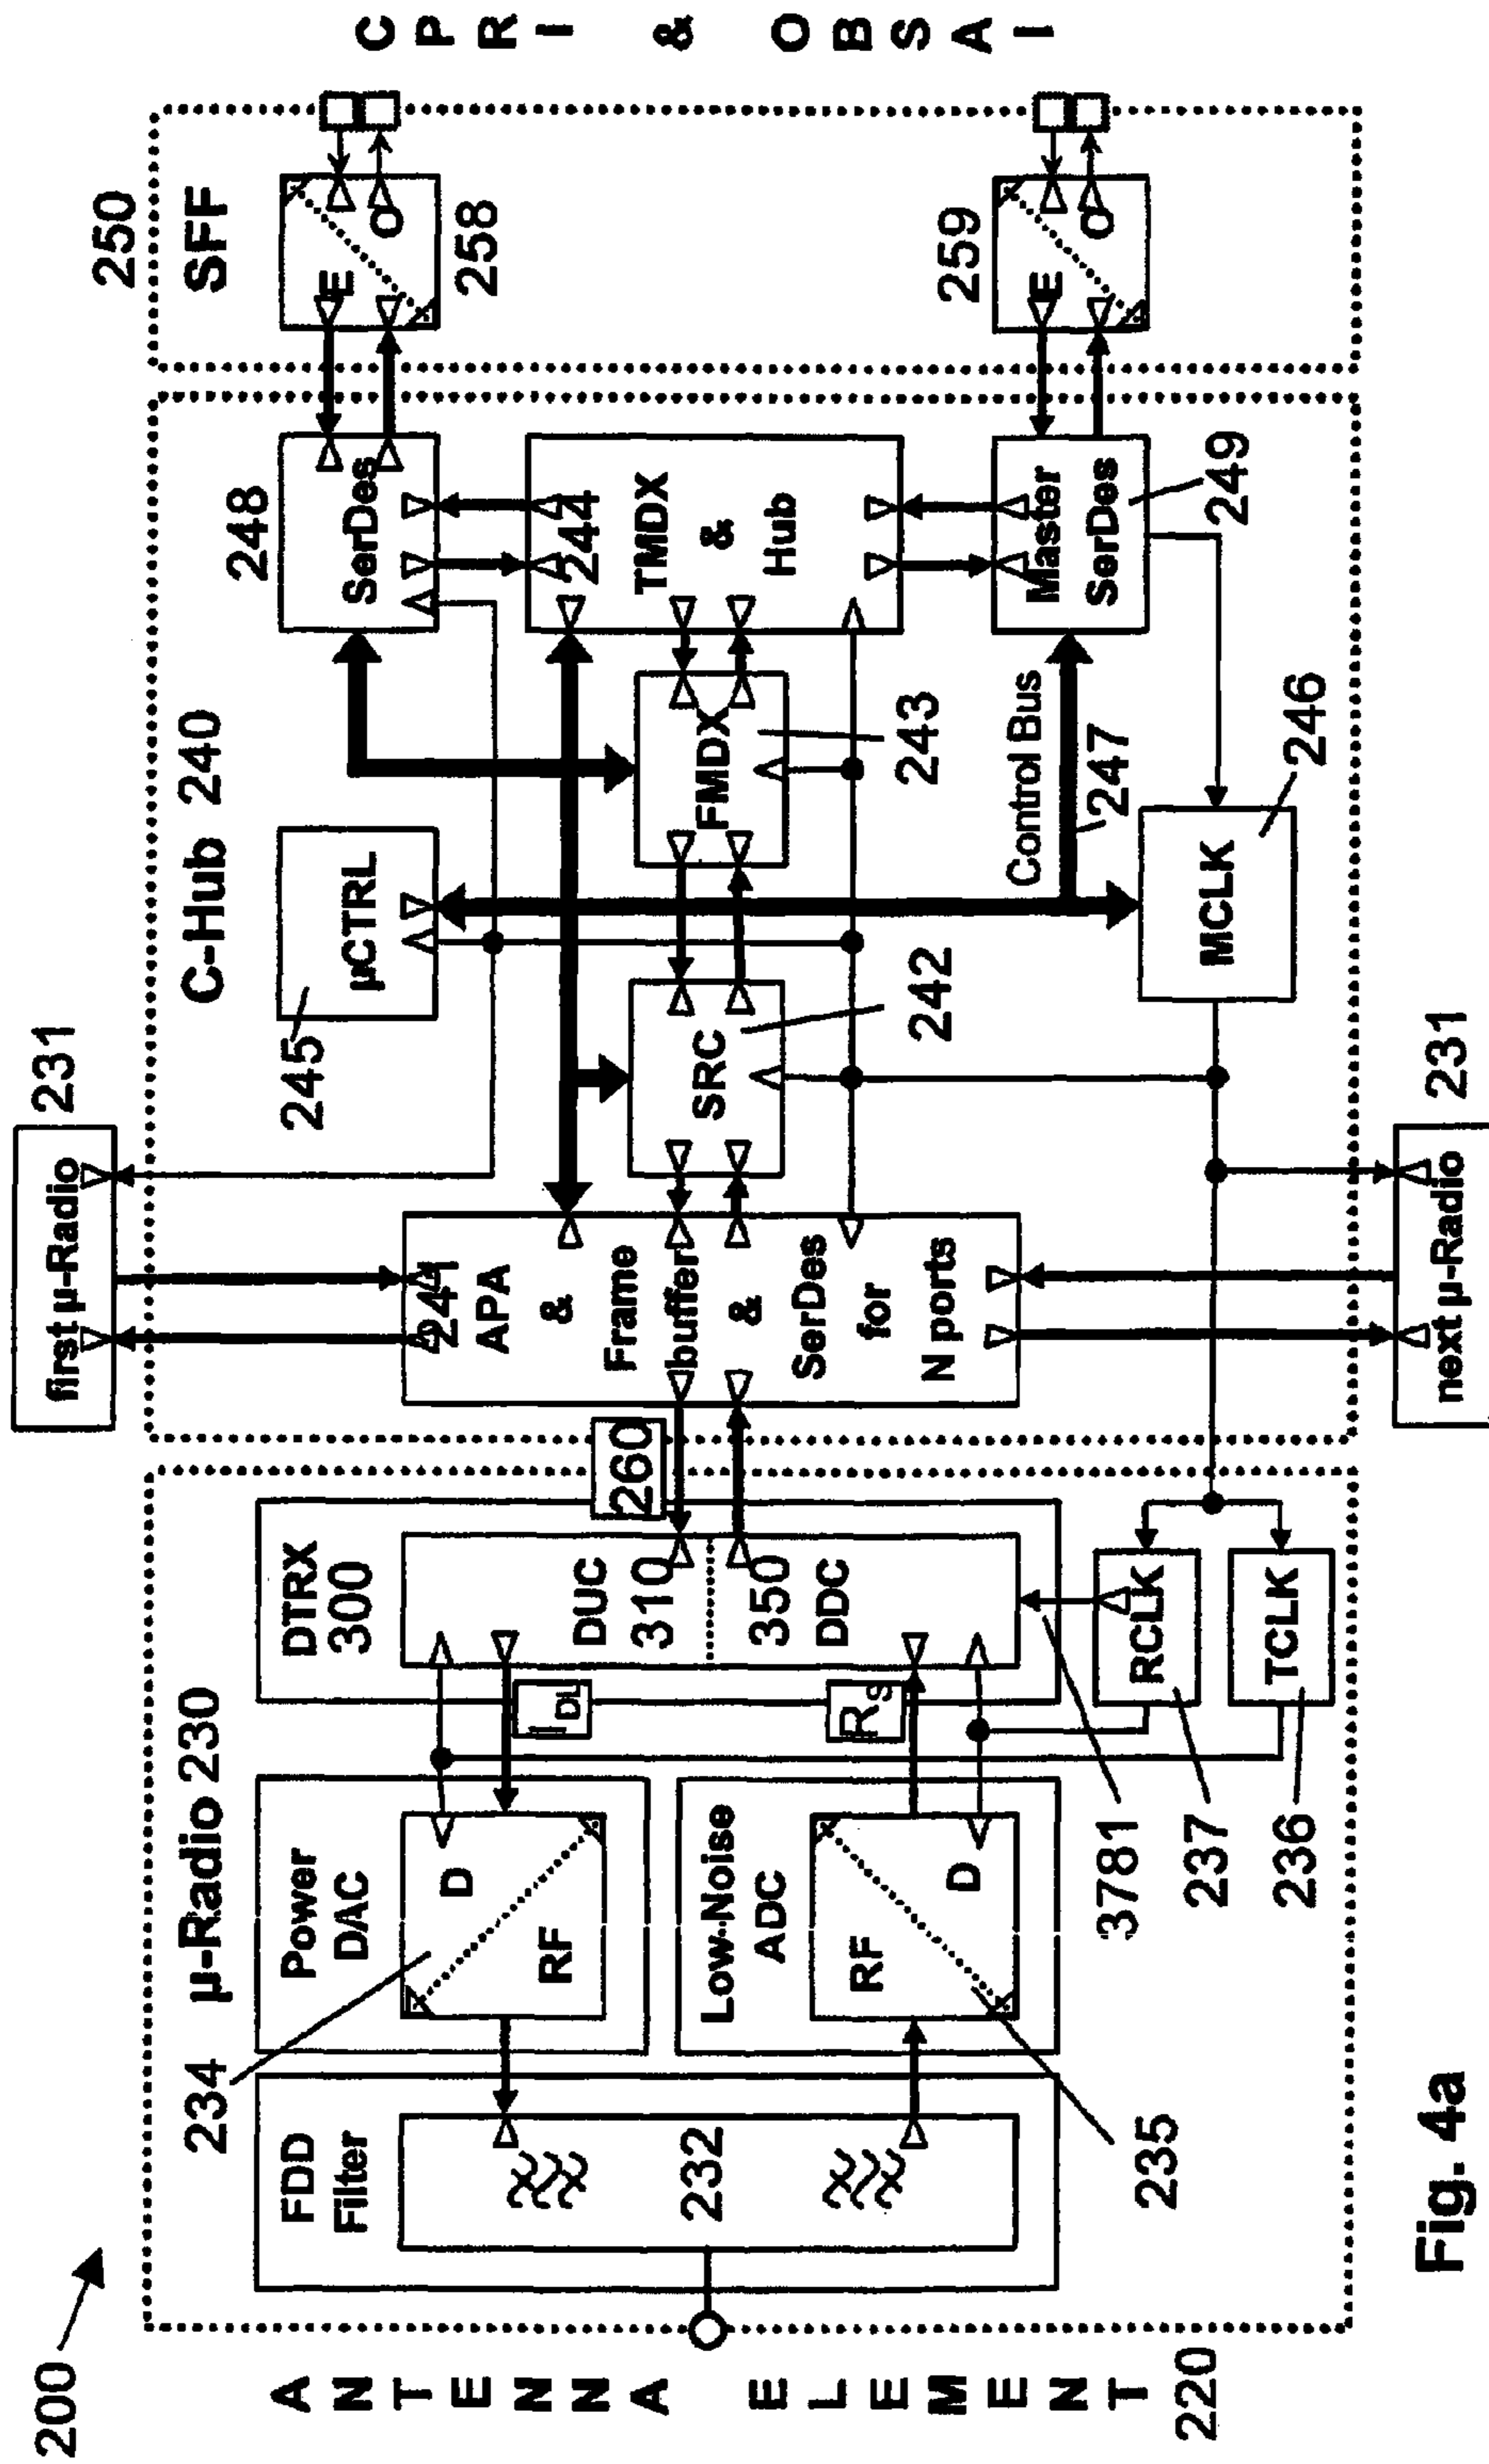 200
ANTENNA ELEMENT
220
μ-Radio 230
FDD
Filter
232
234
Power
DAC
D
RF
Low-Noise
ADC
RF
D
235
DTRX
300
DUC
310
350
DDC
I_DL
R_S
260
3781
RCLK
237
TCLK
236
first μ-Radio
231
C-Hub 240
241
APA
&
Frame
buffer
&
SerDes
for
N ports
next μ-Radio
231
245
μCTRL
SRC
242
FMDX
243
Control Bus
247
MCLK
246
248
SerDes
244
TMDX
&
Hub
Master
SerDes
249
250
SFF
E
O
258
259
E
O
CPRI & OBSAI
Fig. 4a